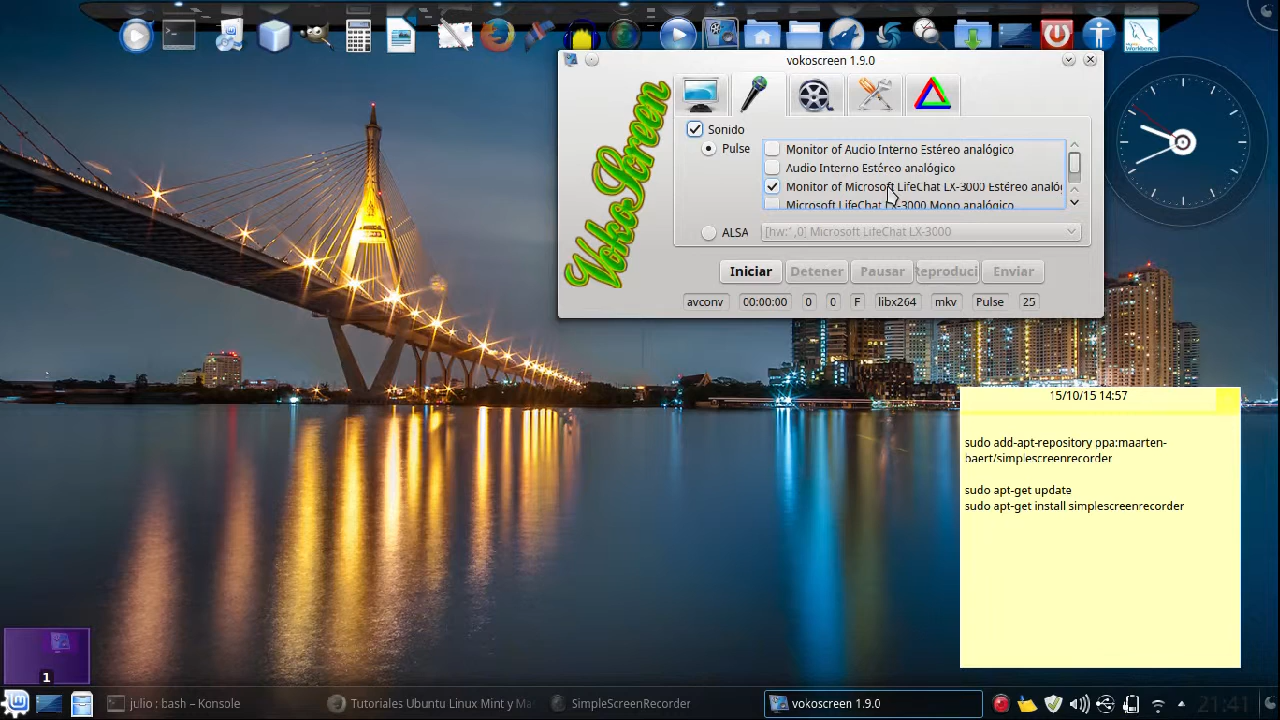 vokoscreen 1.9.0
VokoScreen
Sonido
Pulse
Monitor of Audio Interno Estéreo analógico
Audio Interno Estéreo analógico
Monitor of Microsoft LifeChat LX-3000 Estéreo analóg
Microsoft LifeChat LX-3000 Mono analógico
ALSA
Microsoft LifeChat LX-3000
Iniciar
Detener
Pausar
Reproduci
Enviar
avconv
00:00:00
0
0
F
libx264
mkv
Pulse
25
15/10/15 14:57
sudo add-apt-repository ppa:maarten-
baert/simplescreenrecorder
sudo apt-get update
sudo apt-get install simplescreenrecorder
1
julio : bash – Konsole
Tutoriales Ubuntu Linux Mint y Ma
SimpleScreenRecorder
vokoscreen 1.9.0
21:41